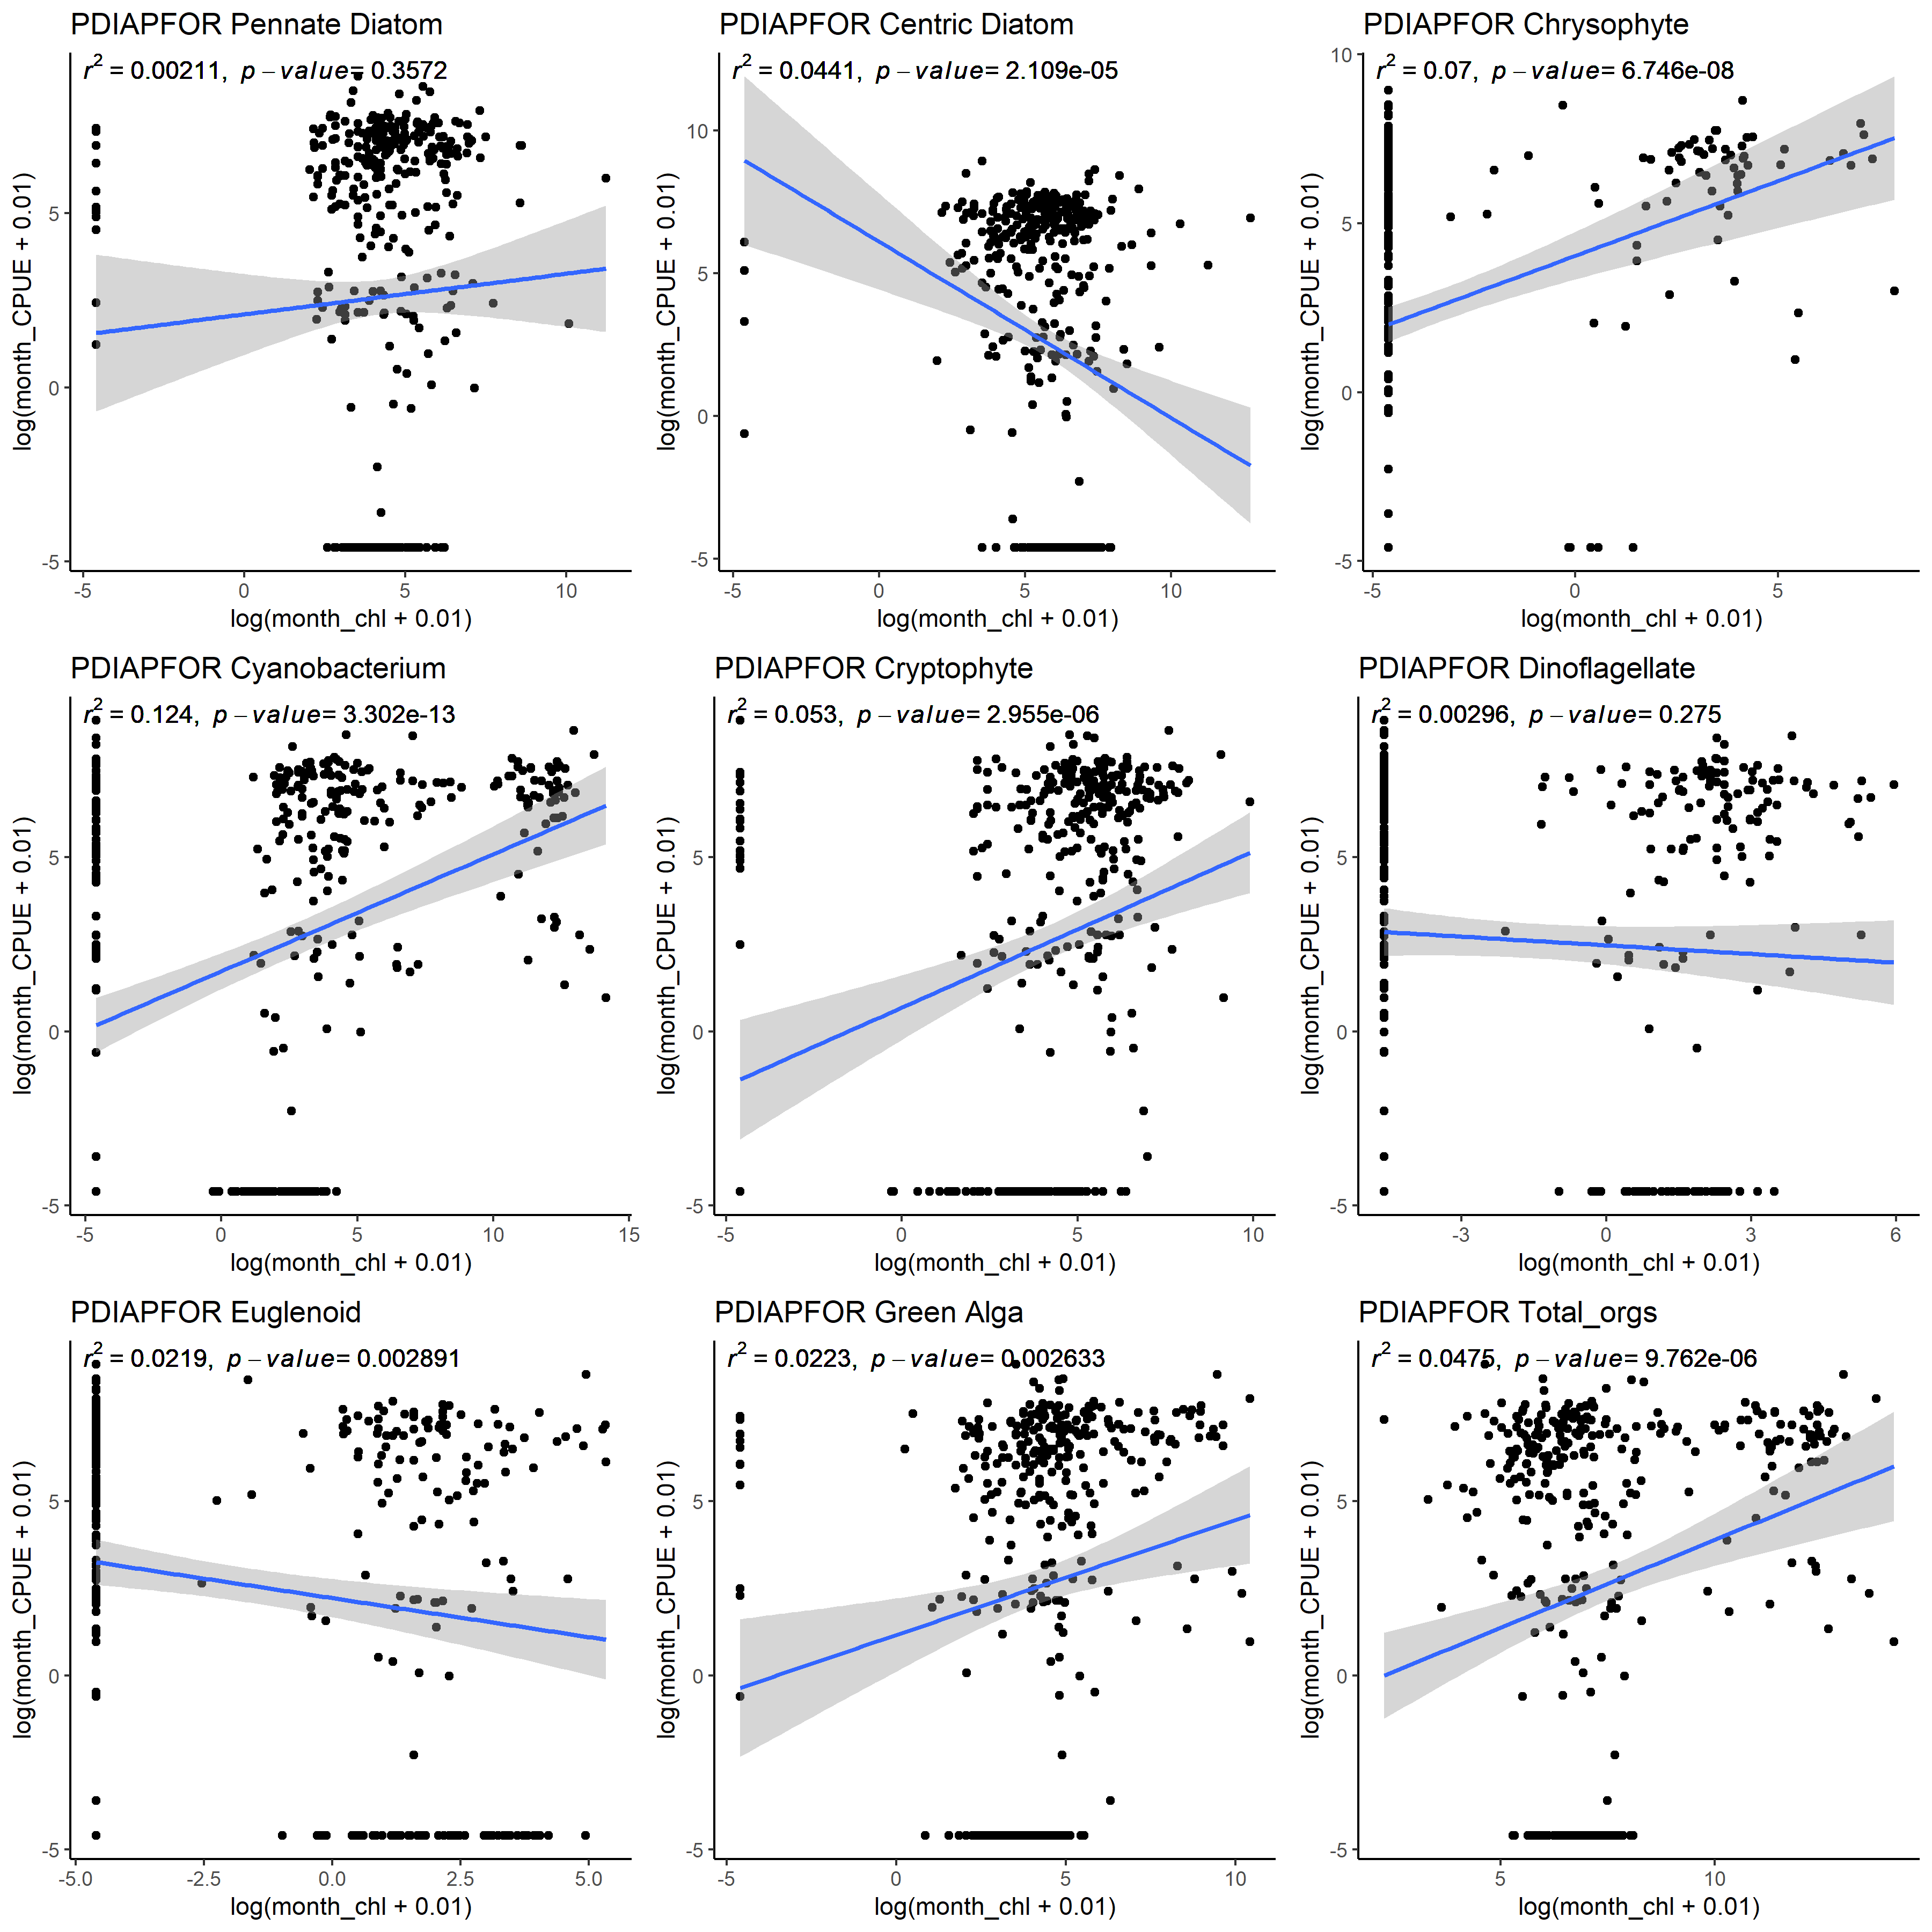 PDIAPFOR Pennate Diatom
r² = 0.00211, p − value = 0.3572
log(month_CPUE + 0.01)
5
0
-5
-5 0 5 10
log(month_chl + 0.01)
PDIAPFOR Centric Diatom
r² = 0.0441, p − value = 2.109e-05
log(month_CPUE + 0.01)
10
5
0
-5
-5 0 5 10
log(month_chl + 0.01)
PDIAPFOR Chrysophyte
r² = 0.07, p − value = 6.746e-08
log(month_CPUE + 0.01)
10
5
0
-5
-5 0 5
log(month_chl + 0.01)
PDIAPFOR Cyanobacterium
r² = 0.124, p − value = 3.302e-13
log(month_CPUE + 0.01)
5
0
-5
-5 0 5 10 15
log(month_chl + 0.01)
PDIAPFOR Cryptophyte
r² = 0.053, p − value = 2.955e-06
log(month_CPUE + 0.01)
5
0
-5
-5 0 5 10
log(month_chl + 0.01)
PDIAPFOR Dinoflagellate
r² = 0.00296, p − value = 0.275
log(month_CPUE + 0.01)
5
0
-5
-3 0 3 6
log(month_chl + 0.01)
PDIAPFOR Euglenoid
r² = 0.0219, p − value = 0.002891
log(month_CPUE + 0.01)
5
0
-5
-5.0 -2.5 0.0 2.5 5.0
log(month_chl + 0.01)
PDIAPFOR Green Alga
r² = 0.0223, p − value = 0.002633
log(month_CPUE + 0.01)
5
0
-5
-5 0 5 10
log(month_chl + 0.01)
PDIAPFOR Total_orgs
r² = 0.0475, p − value = 9.762e-06
log(month_CPUE + 0.01)
5
0
-5
5 10
log(month_chl + 0.01)